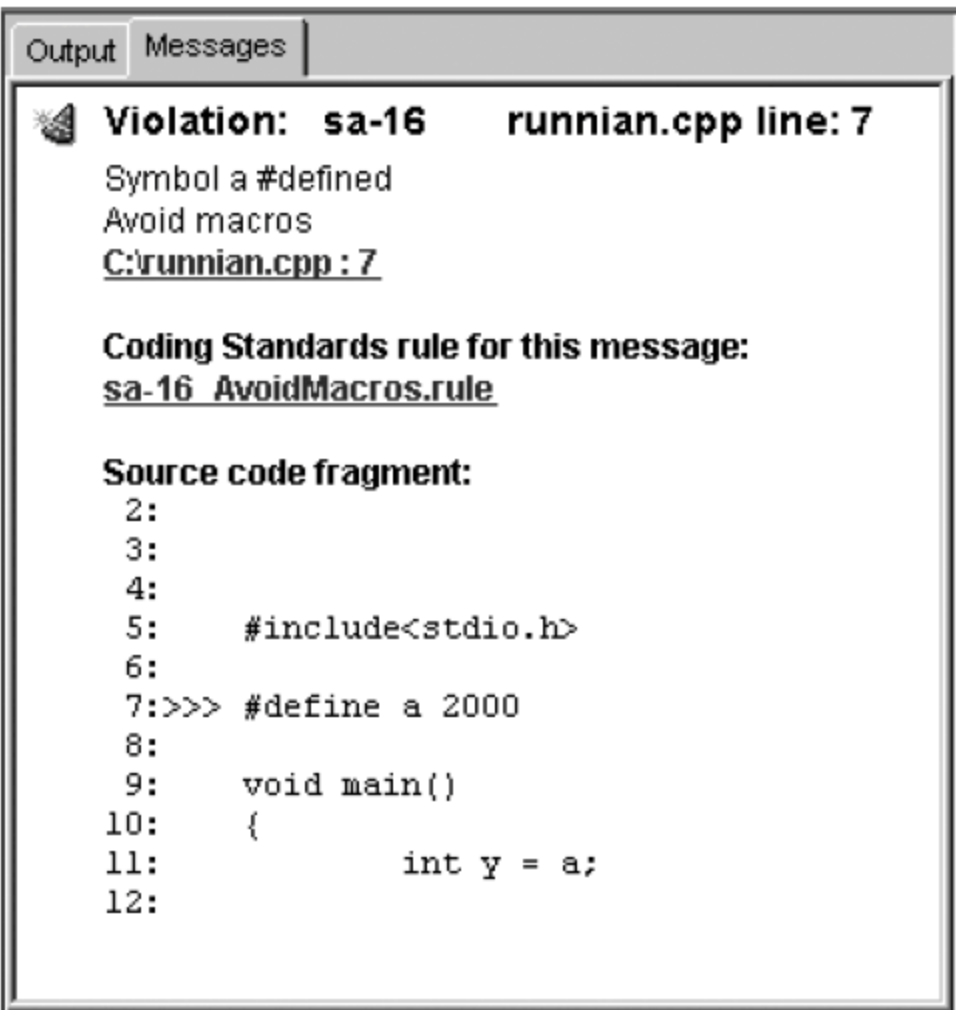 Output Messages
Violation: sa-16 runnian.cpp line: 7
Symbol a #defined
Avoid macros
C:\runnian.cpp : 7
Coding Standards rule for this message:
sa-16_AvoidMacros.rule
Source code fragment:
2:
3:
4:
5: #include<stdio.h>
6:
7:>>> #define a 2000
8:
9: void main()
10: {
11: int y = a;
12: